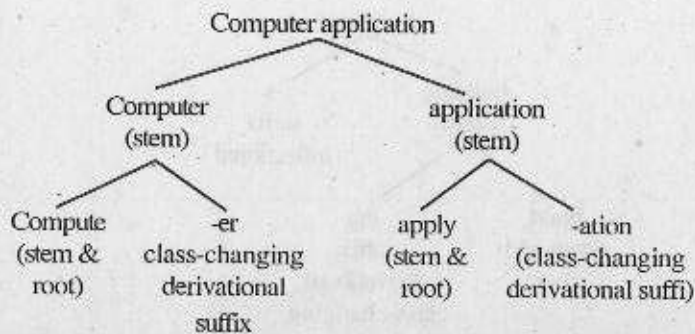 Computer application
Computer application
(stem) (stem)
Compute -er apply -ation
(stem & class-changing (stem & (class-changing
root) derivational root) derivational suffi)
suffix